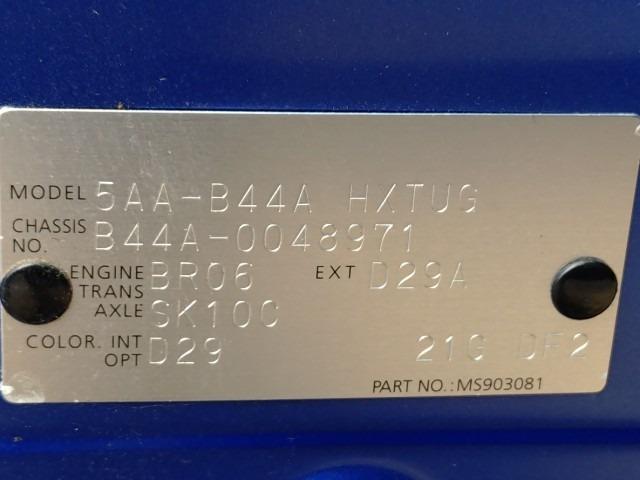 MODEL 5AA-B44A HXTUG
CHASSIS NO. B44A-0048971
ENGINE BR06 EXT D29A
TRANS AXLE SK10C
COLOR. INT OPT D29 21G DF2
PART NO.:MS903081